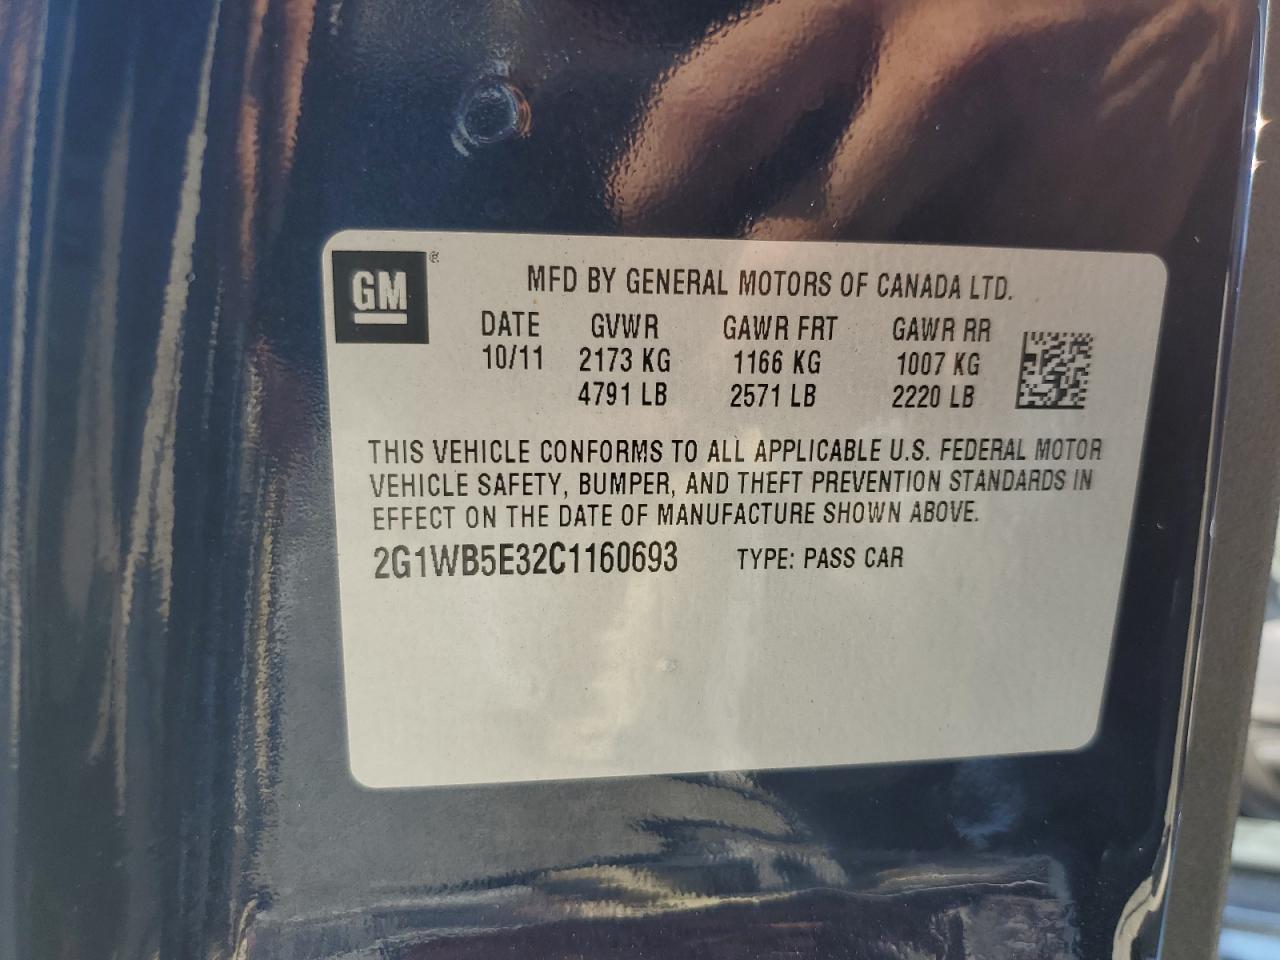 GM ®
MFD BY GENERAL MOTORS OF CANADA LTD.
DATE GVWR GAWR FRT GAWR RR
10/11 2173 KG 1166 KG 1007 KG
4791 LB 2571 LB 2220 LB
THIS VEHICLE CONFORMS TO ALL APPLICABLE U.S. FEDERAL MOTOR
VEHICLE SAFETY, BUMPER, AND THEFT PREVENTION STANDARDS IN
EFFECT ON THE DATE OF MANUFACTURE SHOWN ABOVE.
2G1WB5E32C1160693 TYPE: PASS CAR